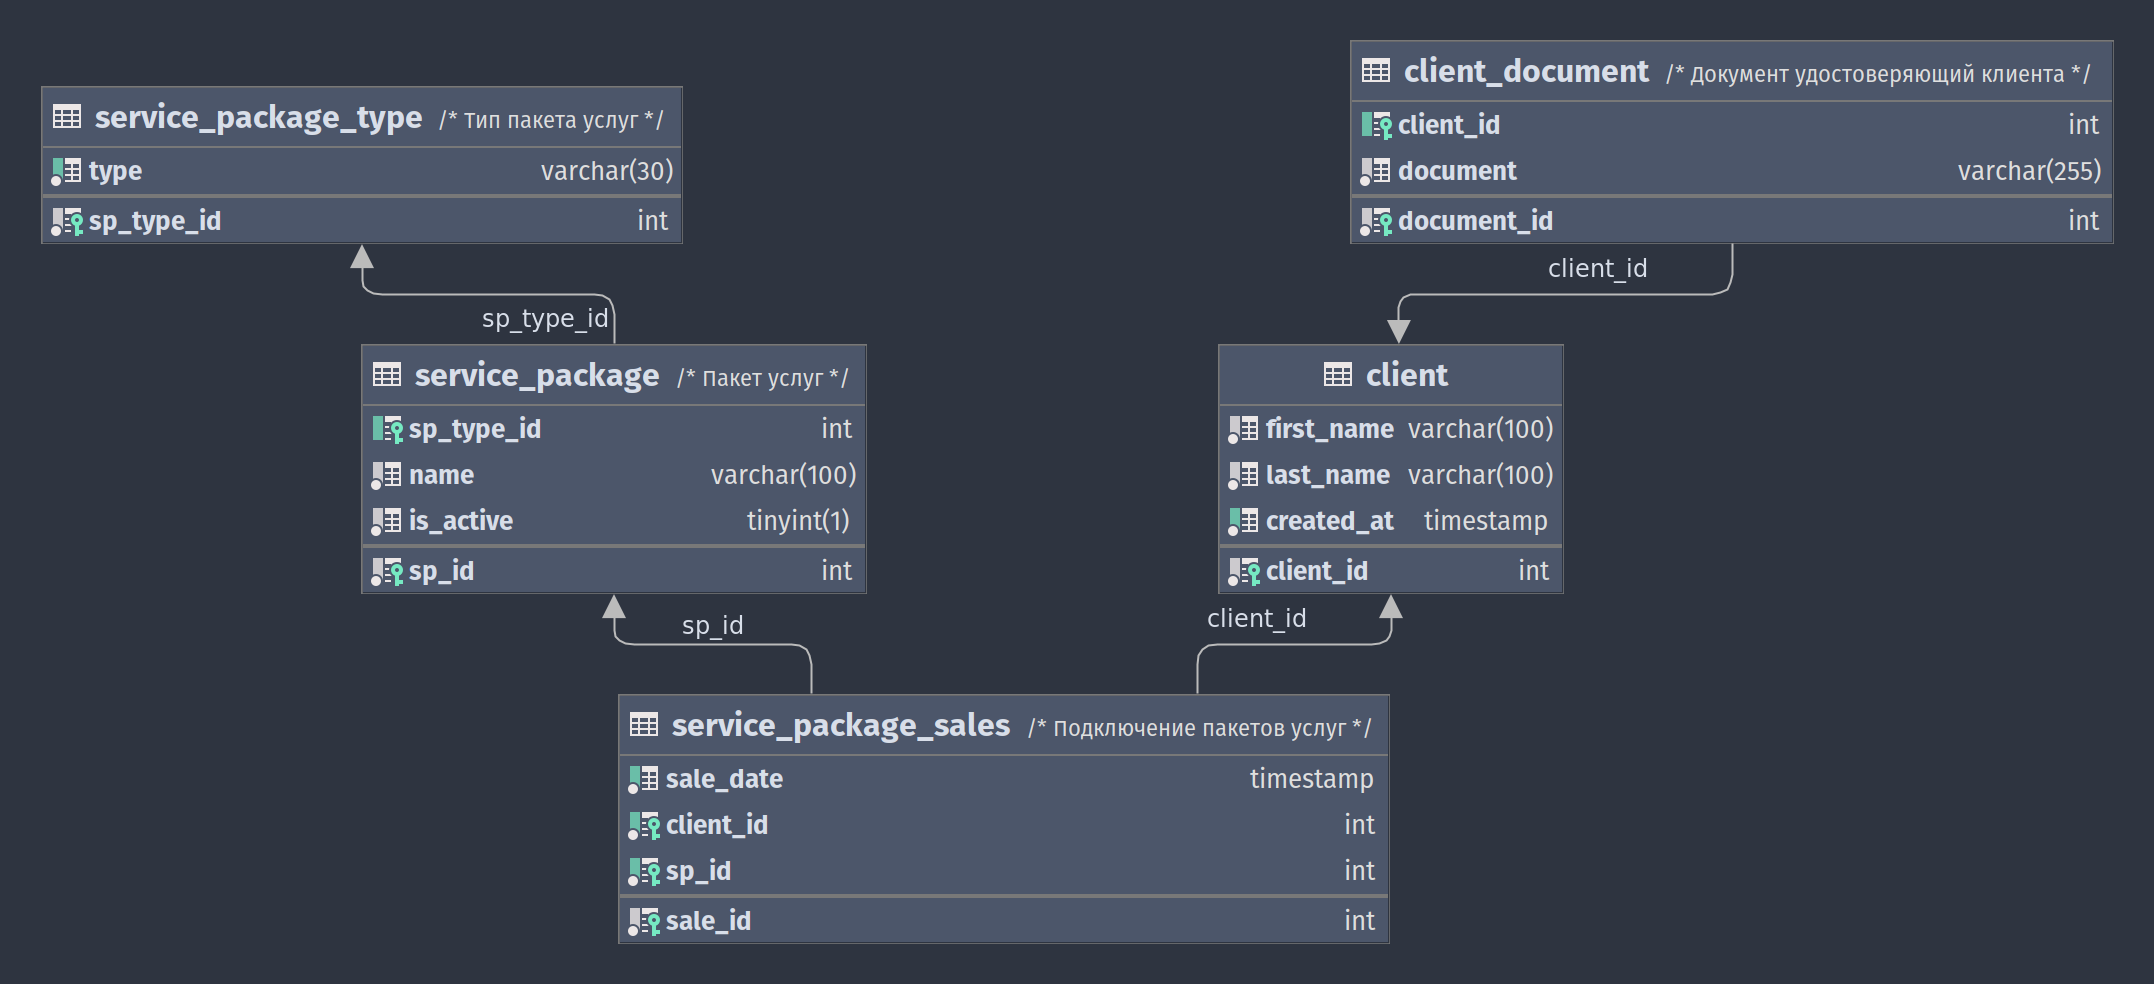 service_package_type /* Тип пакета услуг */
type varchar(30)
sp_type_id int
client_document /* Документ удостоверяющий клиента */
client_id int
document varchar(255)
document_id int
sp_type_id
client_id
service_package /* Пакет услуг */
sp_type_id int
name varchar(100)
is_active tinyint(1)
sp_id int
client
first_name varchar(100)
last_name varchar(100)
created_at timestamp
client_id int
sp_id
client_id
service_package_sales /* Подключение пакетов услуг */
sale_date timestamp
client_id int
sp_id int
sale_id int